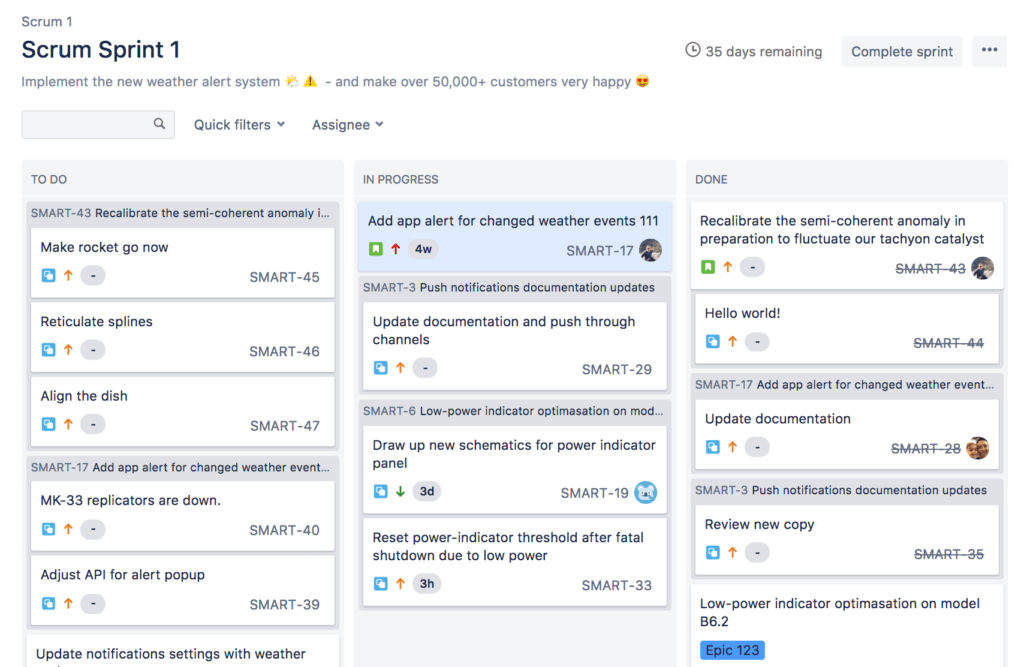 Scrum 1
Scrum Sprint 1
35 days remaining
Complete sprint
Implement the new weather alert system 🌤️ ⚠️ - and make over 50,000+ customers very happy 😍
Quick filters
Assignee
TO DO
SMART-43 Recalibrate the semi-coherent anomaly i...
Make rocket go now
-
SMART-45
Reticulate splines
-
SMART-46
Align the dish
-
SMART-47
SMART-17 Add app alert for changed weather event...
MK-33 replicators are down.
-
SMART-40
Adjust API for alert popup
-
SMART-39
Update notifications settings with weather
IN PROGRESS
Add app alert for changed weather events 111
4w
SMART-17
SMART-3 Push notifications documentation updates
Update documentation and push through
channels
-
SMART-29
SMART-6 Low-power indicator optimasation on mod...
Draw up new schematics for power indicator
panel
3d
SMART-19
Reset power-indicator threshold after fatal
shutdown due to low power
3h
SMART-33
DONE
Recalibrate the semi-coherent anomaly in
preparation to fluctuate our tachyon catalyst
-
SMART-43
Hello world!
-
SMART-44
SMART-17 Add app alert for changed weather event...
Update documentation
-
SMART-28
SMART-3 Push notifications documentation updates
Review new copy
-
SMART-35
Low-power indicator optimasation on model
B6.2
Epic 123